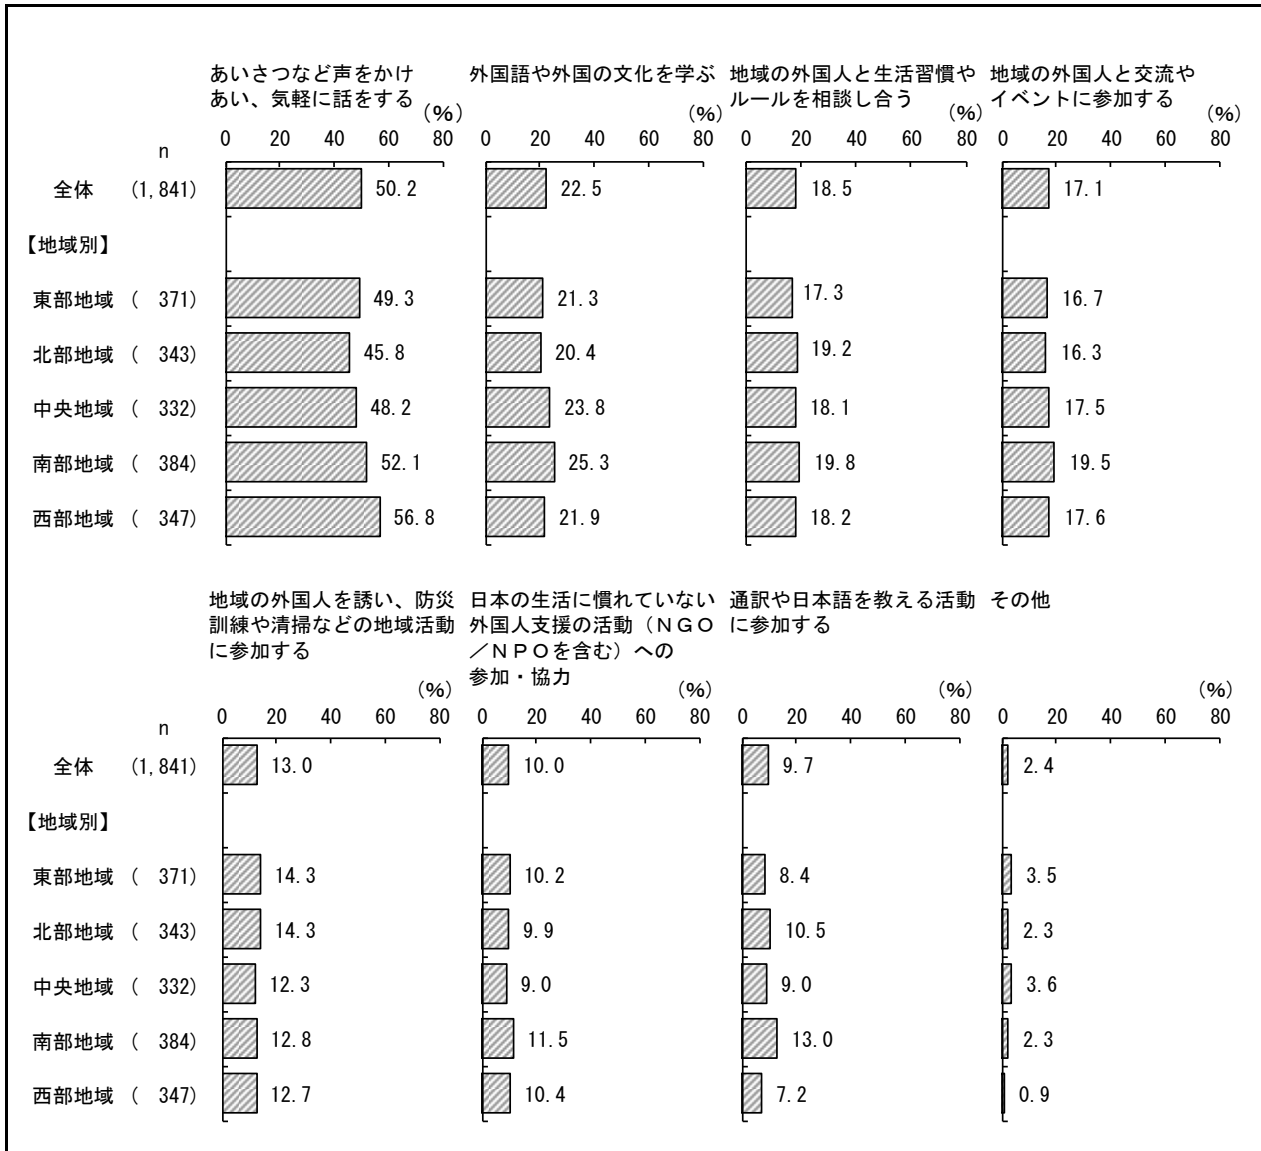 あいさつなど声をかけ 外国語や外国の文化を学ぶ 地域の外国人と生活習慣や 地域の外国人と交流や
あい、気軽に話をする ルールを相談し合う イベントに参加する
(%) (%) (%) (%)
0 20 40 60 80 0 20 40 60 80 0 20 40 60 80 0 20 40 60 80
n
全体 (1,841) 50.2 22.5 18.5 17.1
【地域別】
東部地域 ( 371) 49.3 21.3 17.3 16.7
北部地域 ( 343) 45.8 20.4 19.2 16.3
中央地域 ( 332) 48.2 23.8 18.1 17.5
南部地域 ( 384) 52.1 25.3 19.8 19.5
西部地域 ( 347) 56.8 21.9 18.2 17.6
地域の外国人を誘い、防災 日本の生活に慣れていない 通訳や日本語を教える活動 その他
訓練や清掃などの地域活動 外国人支援の活動（ＮＧＯ に参加する
に参加する ／ＮＰＯを含む）への
参加・協力
(%) (%) (%) (%)
0 20 40 60 80 0 20 40 60 80 0 20 40 60 80 0 20 40 60 80
n
全体 (1,841) 13.0 10.0 9.7 2.4
【地域別】
東部地域 ( 371) 14.3 10.2 8.4 3.5
北部地域 ( 343) 14.3 9.9 10.5 2.3
中央地域 ( 332) 12.3 9.0 9.0 3.6
南部地域 ( 384) 12.8 11.5 13.0 2.3
西部地域 ( 347) 12.7 10.4 7.2 0.9